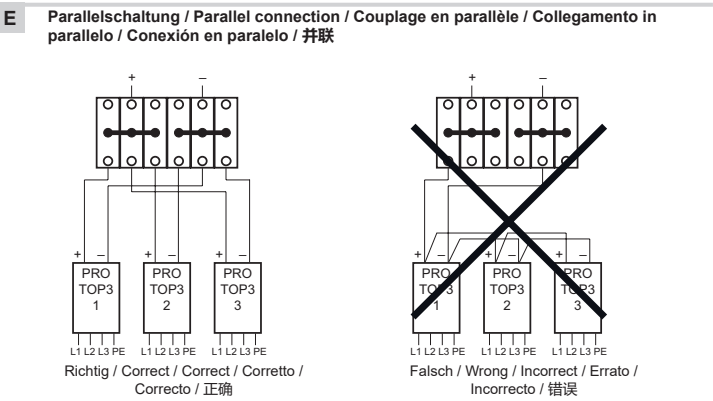 E
Parallelschaltung / Parallel connection / Couplage en parallèle / Collegamento in
parallelo / Conexión en paralelo / 并联
+ –
+ –
+ – + – + –
PRO TOP3 1
PRO TOP3 2
PRO TOP3 3
L1 L2 L3 PE L1 L2 L3 PE L1 L2 L3 PE
Richtig / Correct / Correct / Corretto /
Correcto / 正确
+ – + – + –
PRO TOP3 1
PRO TOP3 2
PRO TOP3 3
L1 L2 L3 PE L1 L2 L3 PE L1 L2 L3 PE
Falsch / Wrong / Incorrect / Errato /
Incorrecto / 错误